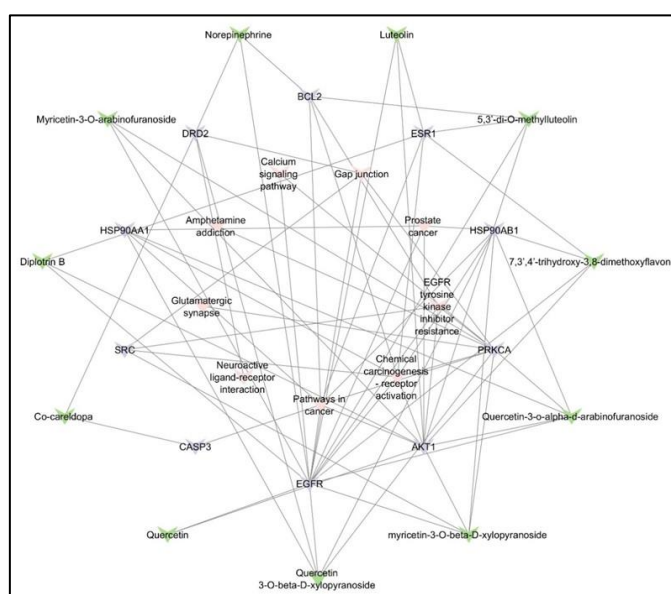 Norepinephrine
Luteolin
BCL2
Myricetin-3-O-arabinofuranoside
5,3'-di-O-methylluteolin
DRD2
ESR1
Calcium
signaling
pathway
Gap junction
HSP90AA1
Amphetamine
addiction
Prostate
cancer
HSP90AB1
Diplotrin B
7,3',4'-trihydroxy-3,8-dimethoxyflavon
Glutamatergic
synapse
EGFR
tyrosine
kinase
inhibitor
resistance
SRC
PRKCA
Neuroactive
ligand-receptor
interaction
Chemical
carcinogenesis
- receptor
activation
Pathways in
cancer
Co-careldopa
Quercetin-3-o-alpha-d-arabinofuranoside
CASP3
AKT1
EGFR
Quercetin
myricetin-3-O-beta-D-xylopyranoside
Quercetin
3-O-beta-D-xylopyranoside